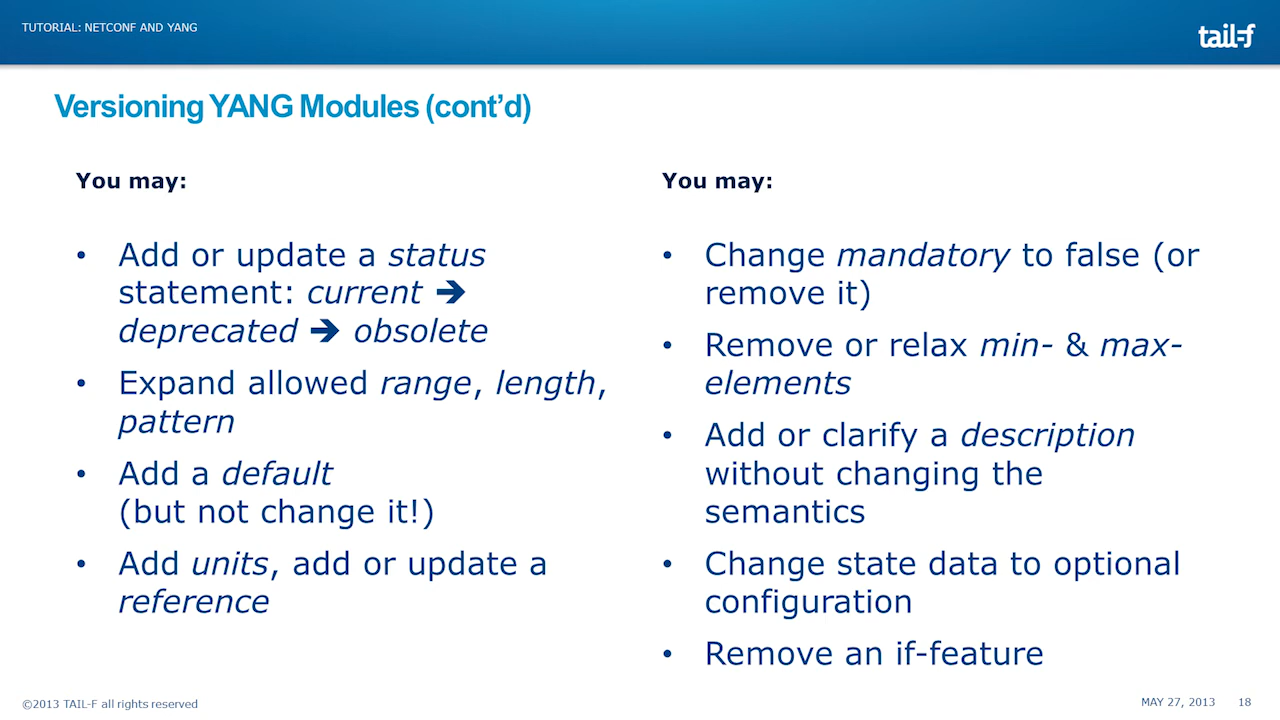 TUTORIAL: NETCONF AND YANG
tail-f
Versioning YANG Modules (cont’d)
You may:
• Add or update a status
statement: current ➔
deprecated ➔ obsolete
• Expand allowed range, length,
pattern
• Add a default
(but not change it!)
• Add units, add or update a
reference
You may:
• Change mandatory to false (or
remove it)
• Remove or relax min- & max-
elements
• Add or clarify a description
without changing the
semantics
• Change state data to optional
configuration
• Remove an if-feature
©2013 TAIL-F all rights reserved
MAY 27, 2013 18